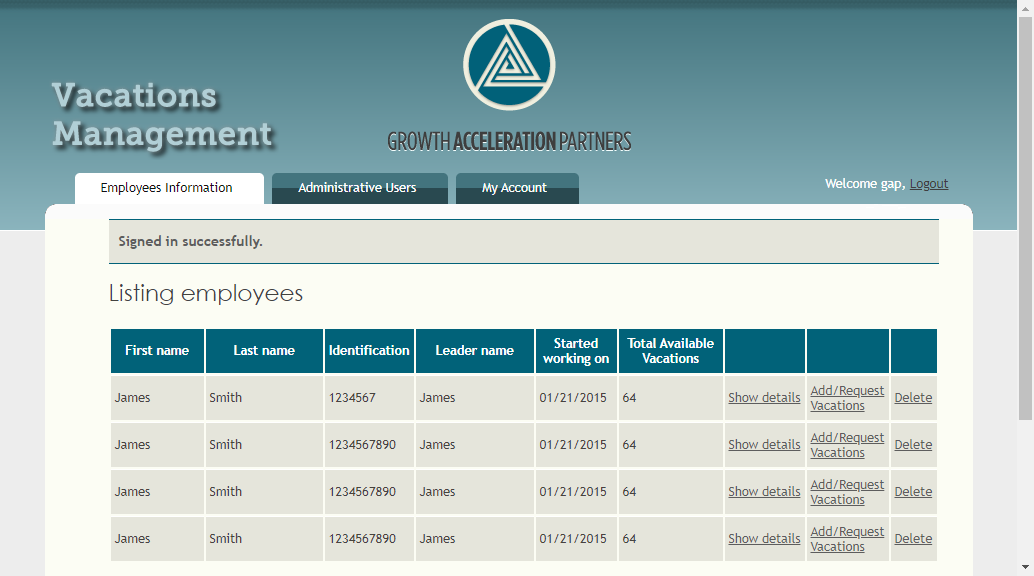 Vacations
Management
GROWTH ACCELERATION PARTNERS
Employees Information Administrative Users My Account Welcome gap, Logout
Signed in successfully.
Listing employees
First name Last name Identification Leader name Started working on Total Available Vacations
James Smith 1234567 James 01/21/2015 64 Show details Add/Request Vacations Delete
James Smith 1234567890 James 01/21/2015 64 Show details Add/Request Vacations Delete
James Smith 1234567890 James 01/21/2015 64 Show details Add/Request Vacations Delete
James Smith 1234567890 James 01/21/2015 64 Show details Add/Request Vacations Delete